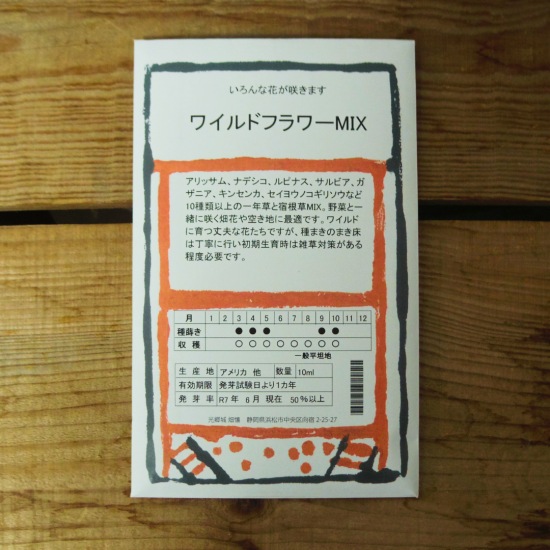 いろんな花が咲きます
ワイルドフラワーMIX
アリッサム、ナデシコ、ルピナス、サルビア、ガ
ザニア、キンセンカ、セイヨウノコギリソウなど
10種類以上の一年草と宿根草MIX。野菜と一
緒に咲く畑花や空き地に最適です。ワイルド
に育つ丈夫な花たちですが、種まきのまき床
は丁寧に行い初期生育時は雑草対策がある
程度必要です。
月 1 2 3 4 5 6 7 8 9 10 11 12
種蒔き ● ● ● ● ●
収穫 ○ ○ ○ ○ ○ ○ ○ ○
一般平坦地
生産地 アメリカ 他 数量 10ml
有効期限 発芽試験日より1カ年
発芽率 R7年 6月 現在 50%以上
静岡県浜松市中央区向宿 2-25-27